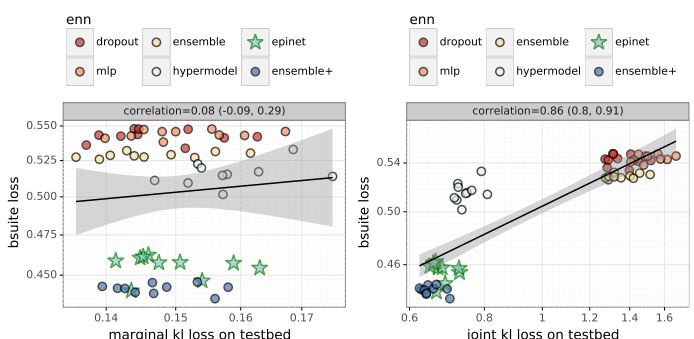 enn
dropout ensemble epinet
mlp hypermodel ensemble+
correlation=0.08 (-0.09, 0.29)
0.550
0.525
0.500
0.475
0.450
bsuite loss
0.14 0.15 0.16 0.17
marginal kl loss on testbed
enn
dropout ensemble epinet
mlp hypermodel ensemble+
correlation=0.86 (0.8, 0.91)
0.54
0.50
0.46
bsuite loss
0.6 0.8 1 1.2 1.4 1.6
joint kl loss on testbed